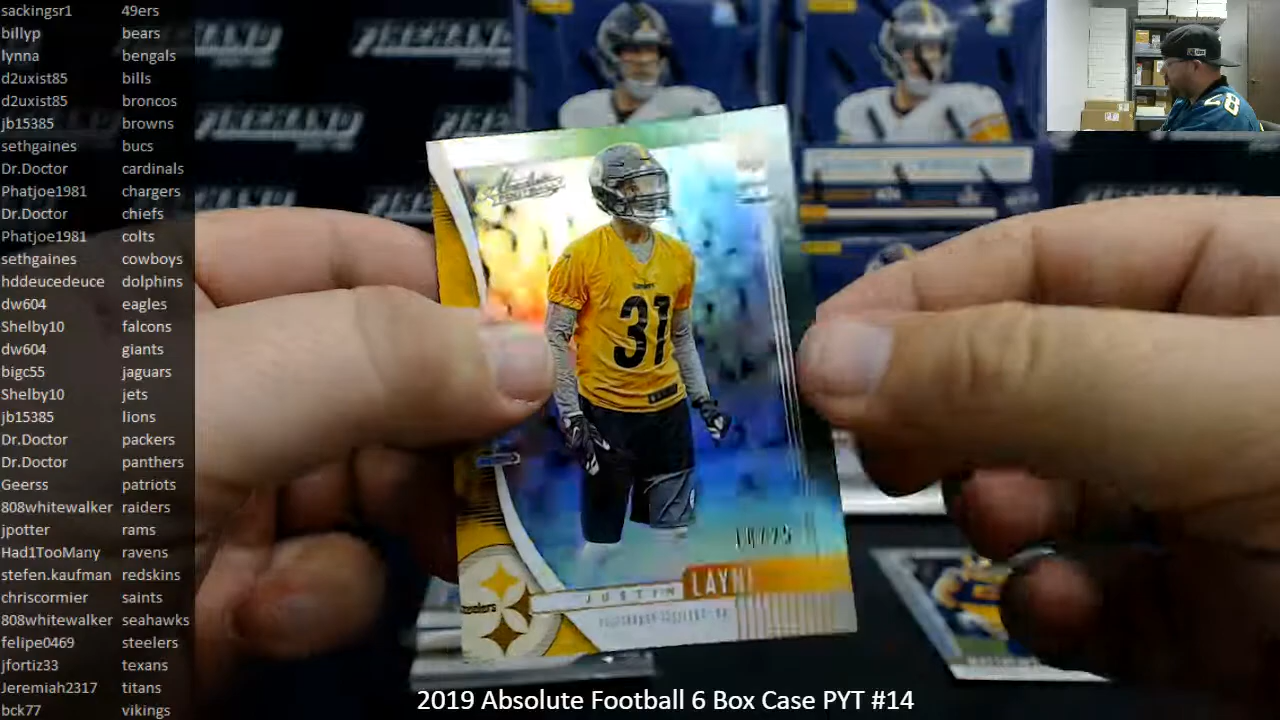 sackingsr1 49ers
billyp bears
lynna bengals
d2uxist85 bills
d2uxist85 broncos
jb15385 browns
sethgaines bucs
Dr.Doctor cardinals
Phatjoe1981 chargers
Dr.Doctor chiefs
Phatjoe1981 colts
sethgaines cowboys
hddeucedeuce dolphins
dw604 eagles
Shelby10 falcons
dw604 giants
bigc55 jaguars
Shelby10 jets
jb15385 lions
Dr.Doctor packers
Dr.Doctor panthers
Geerss patriots
808whitewalker raiders
jpotter rams
Had1TooMany ravens
stefen.kaufman redskins
chriscormier saints
808whitewalker seahawks
felipe0469 steelers
jfortiz33 texans
Jeremiah2317 titans
bck77 vikings
28
Absolute
31
JUSTIN LAYNE
2019 Absolute Football 6 Box Case PYT #14